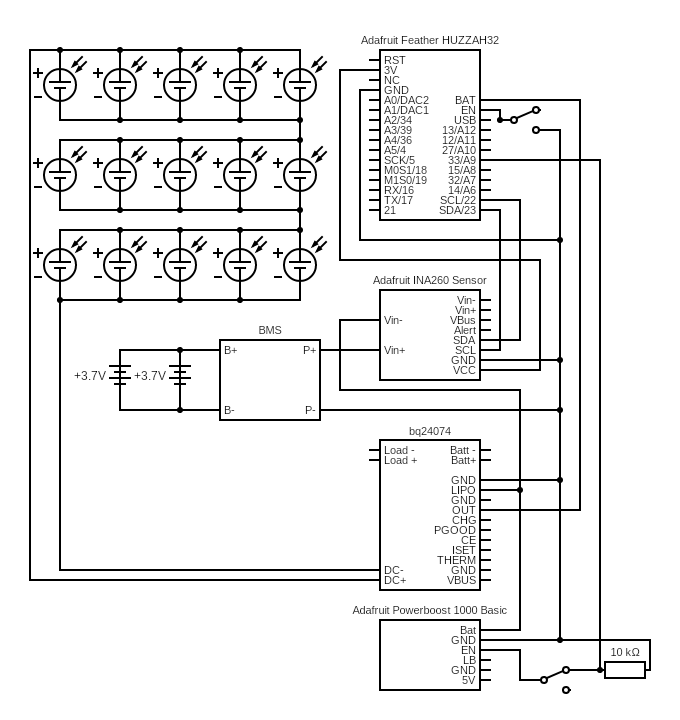 Adafruit Feather HUZZAH32
RST
3V
NC
GND
A0/DAC2
A1/DAC1
A2/34
A3/39
A4/36
A5/4
SCK/5
M0S1/18
M1S0/19
RX/16
TX/17
21
BAT
EN
USB
13/A12
12/A11
27/A10
33/A9
15/A8
32/A7
14/A6
SCL/22
SDA/23
Adafruit INA260 Sensor
Vin-
Vin+
Vin-
Vin+
VBus
Alert
SDA
SCL
GND
VCC
BMS
B+
P+
B-
P-
+3.7V
+3.7V
bq24074
Load -
Load +
DC-
DC+
Batt -
Batt+
GND
LIPO
GND
OUT
CHG
PGOOD
CE
ISET
THERM
GND
VBUS
Adafruit Powerboost 1000 Basic
Bat
GND
EN
LB
GND
5V
10 kΩ